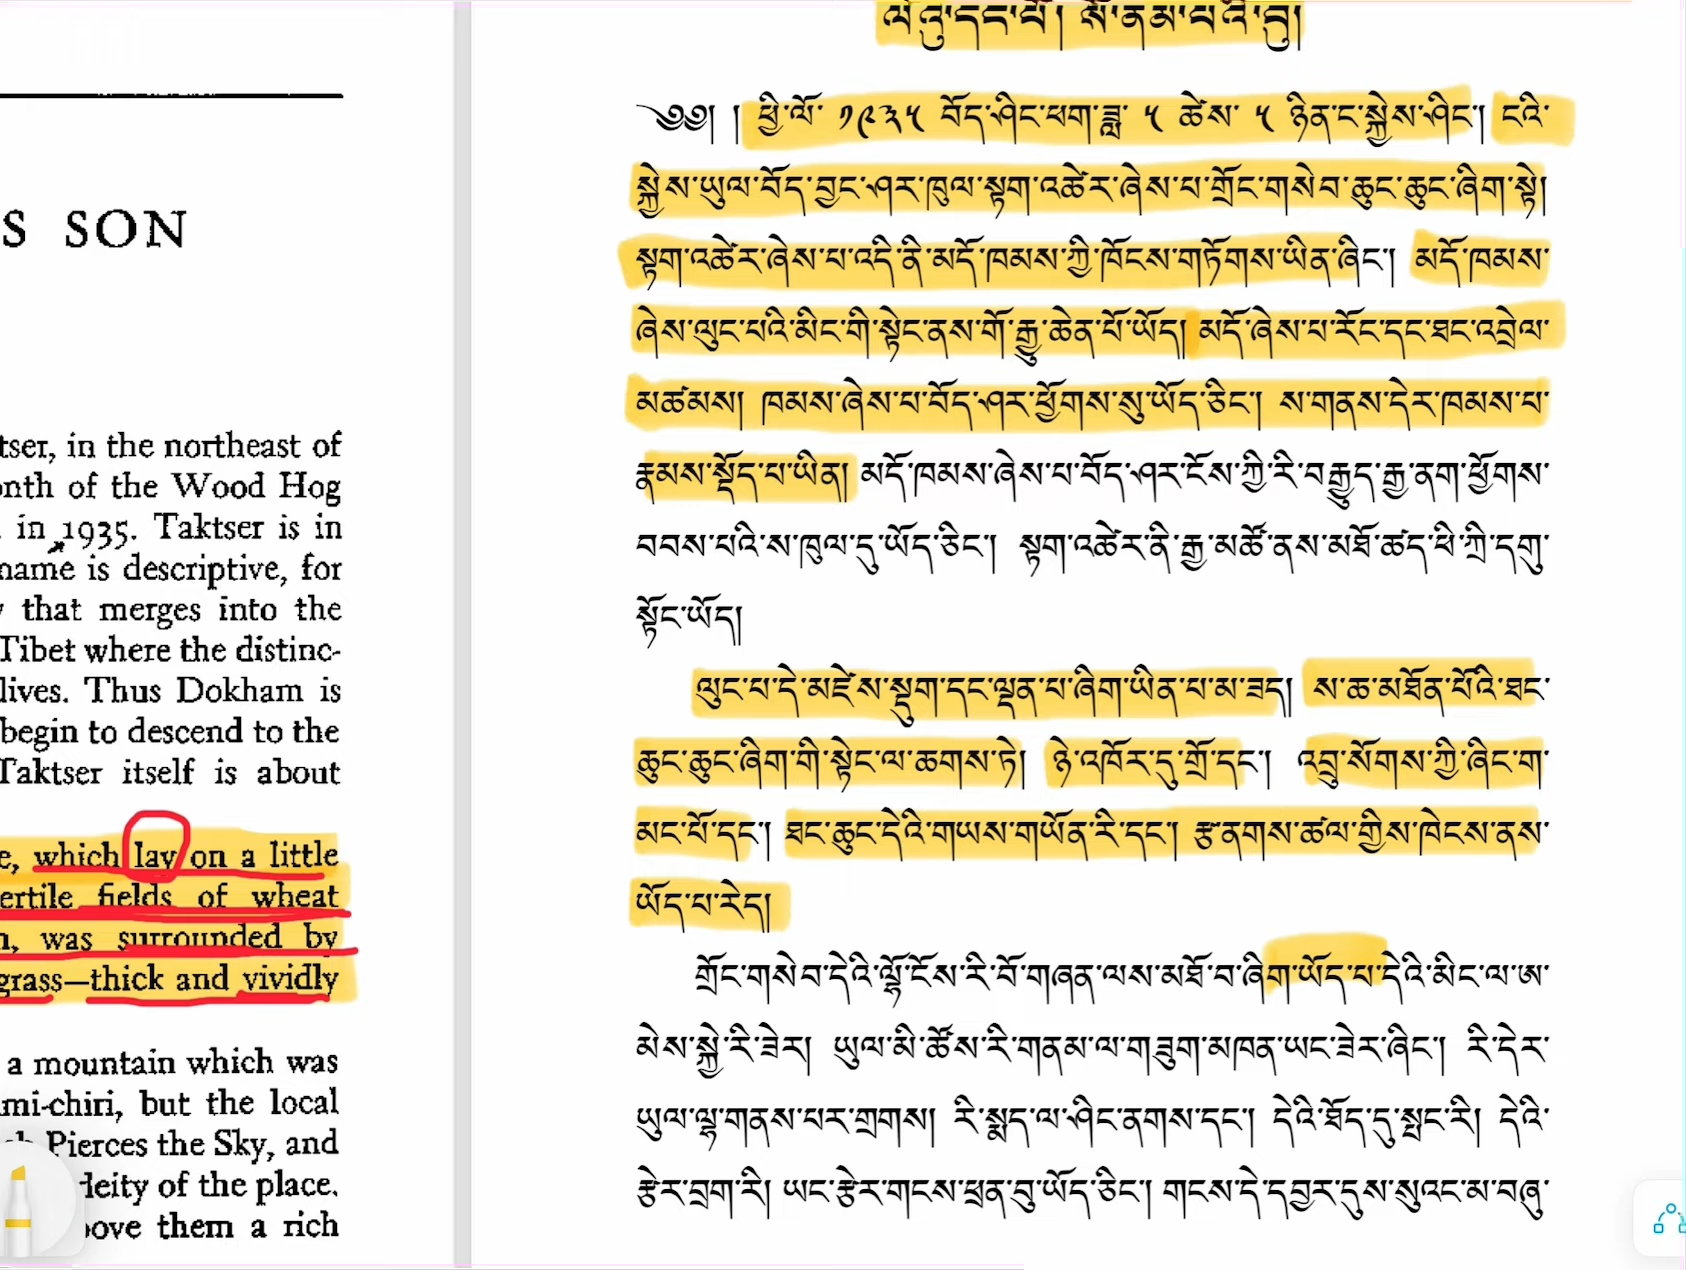 S SON
tser, in the northeast of
onth of the Wood Hog
in 1935. Taktser is in
name is descriptive, for
that merges into the
Tibet where the distinc-
lives. Thus Dokham is
begin to descend to the
Taktser itself is about
e, which lay on a little
ertile fields of wheat
n, was surrounded by
grass—thick and vividly
a mountain which was
mi-chiri, but the local
Pierces the Sky, and
deity of the place.
bove them a rich
ལེའུ་དང་པོ། སོ་ནམ་པའི་བུ།
༄༅། །ཕྱི་ལོ་ ༡༩༣༥ བོད་ཤིང་ཕག་ཟླ་ ༥ ཚེས་ ༥ ཉིན་ང་སྐྱེས་ཤིང་། ངའི་
སྐྱེས་ཡུལ་བོད་བྱང་ཤར་ཁུལ་སྟག་འཚེར་ཞེས་པ་གྲོང་གསེབ་ཆུང་ཆུང་ཞིག་སྟེ།
སྟག་འཚེར་ཞེས་པ་འདི་ནི་མདོ་ཁམས་ཀྱི་ཁོངས་གཏོགས་ཡིན་ཞིང་། མདོ་ཁམས་
ཞེས་ལུང་པའི་མིང་གི་སྟེང་ནས་གོ་རྒྱུ་ཆེན་པོ་ཡོད། མདོ་ཞེས་པ་རོང་དང་ཐང་འབྲེལ་
མཚམས། ཁམས་ཞེས་པ་བོད་ཤར་ཕྱོགས་སུ་ཡོད་ཅིང་། ས་གནས་དེར་ཁམས་པ་
རྣམས་སྡོད་པ་ཡིན། མདོ་ཁམས་ཞེས་པ་བོད་ཤར་ངོས་ཀྱི་རི་བརྒྱུད་རྒྱ་ནག་ཕྱོགས་
བབས་པའི་ས་ཁུལ་དུ་ཡོད་ཅིང་། སྟག་འཚེར་ནི་རྒྱ་མཚོ་ནས་མཐོ་ཚད་ཕི་ཀྲི་དགུ་
སྟོང་ཡོད།
ལུང་པ་དེ་མཛེས་སྡུག་དང་ལྡན་པ་ཞིག་ཡིན་པ་མ་ཟད། ས་ཆ་མཐོན་པོའི་ཐང་
ཆུང་ཆུང་ཞིག་གི་སྟེང་ལ་ཆགས་ཏེ། ཉེ་འཁོར་དུ་གྲོ་དང་། འབྲུ་སོགས་ཀྱི་ཞིང་ག་
མང་པོ་དང་། ཐང་ཆུང་དེའི་གཡས་གཡོན་རི་དང་། རྩྭ་ནགས་ཚལ་གྱིས་ཁེངས་ནས་
ཡོད་པ་རེད།
གྲོང་གསེབ་དེའི་ལྷོ་ངོས་རི་བོ་གཞན་ལས་མཐོ་བ་ཞིག་ཡོད་པ་དེའི་མིང་ལ་ཨ་
མེས་སྐྱེ་རི་ཟེར། ཡུལ་མི་ཚོས་རི་གནམ་ལ་གཟུག་མཁན་ཡང་ཟེར་ཞིང་། རི་དེར་
ཡུལ་ལྷ་གནས་པར་གྲགས། རི་སྨད་ལ་ཤིང་ནགས་དང་། དེའི་ཐོད་དུ་སྤང་རི། དེའི་
རྩེར་བྲག་རི། ཡང་རྩེར་གངས་ཕྲན་བུ་ཡོད་ཅིང་། གངས་དེ་དབྱར་དུས་སུའང་མ་བཞུ་